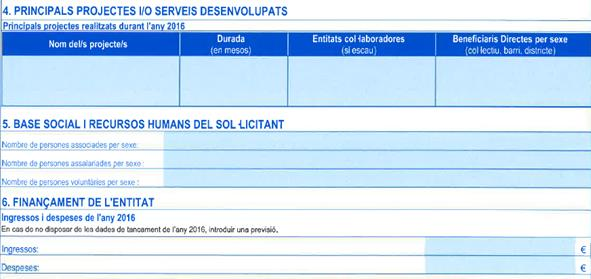 4. PRINCIPALS PROJECTES I/O SERVEIS DESENVOLUPATS
Principals projectes realitzats durant l'any 2016
Nom del/s projecte/s Durada (en mesos) Entitats col·laboradores (si escau) Beneficiaris Directes per sexe (col·lectiu, barri, districte)
5. BASE SOCIAL I RECURSOS HUMANS DEL SOL·LICITANT
Nombre de persones associades per sexe:
Nombre de persones assalariades per sexe :
Nombre de persones voluntàries per sexe :
6. FINANÇAMENT DE L'ENTITAT
Ingressos i despeses de l'any 2016
En cas de no disposar de les dades de tancament de l'any 2016, introduir una previsió.
Ingressos: €
Despeses: €